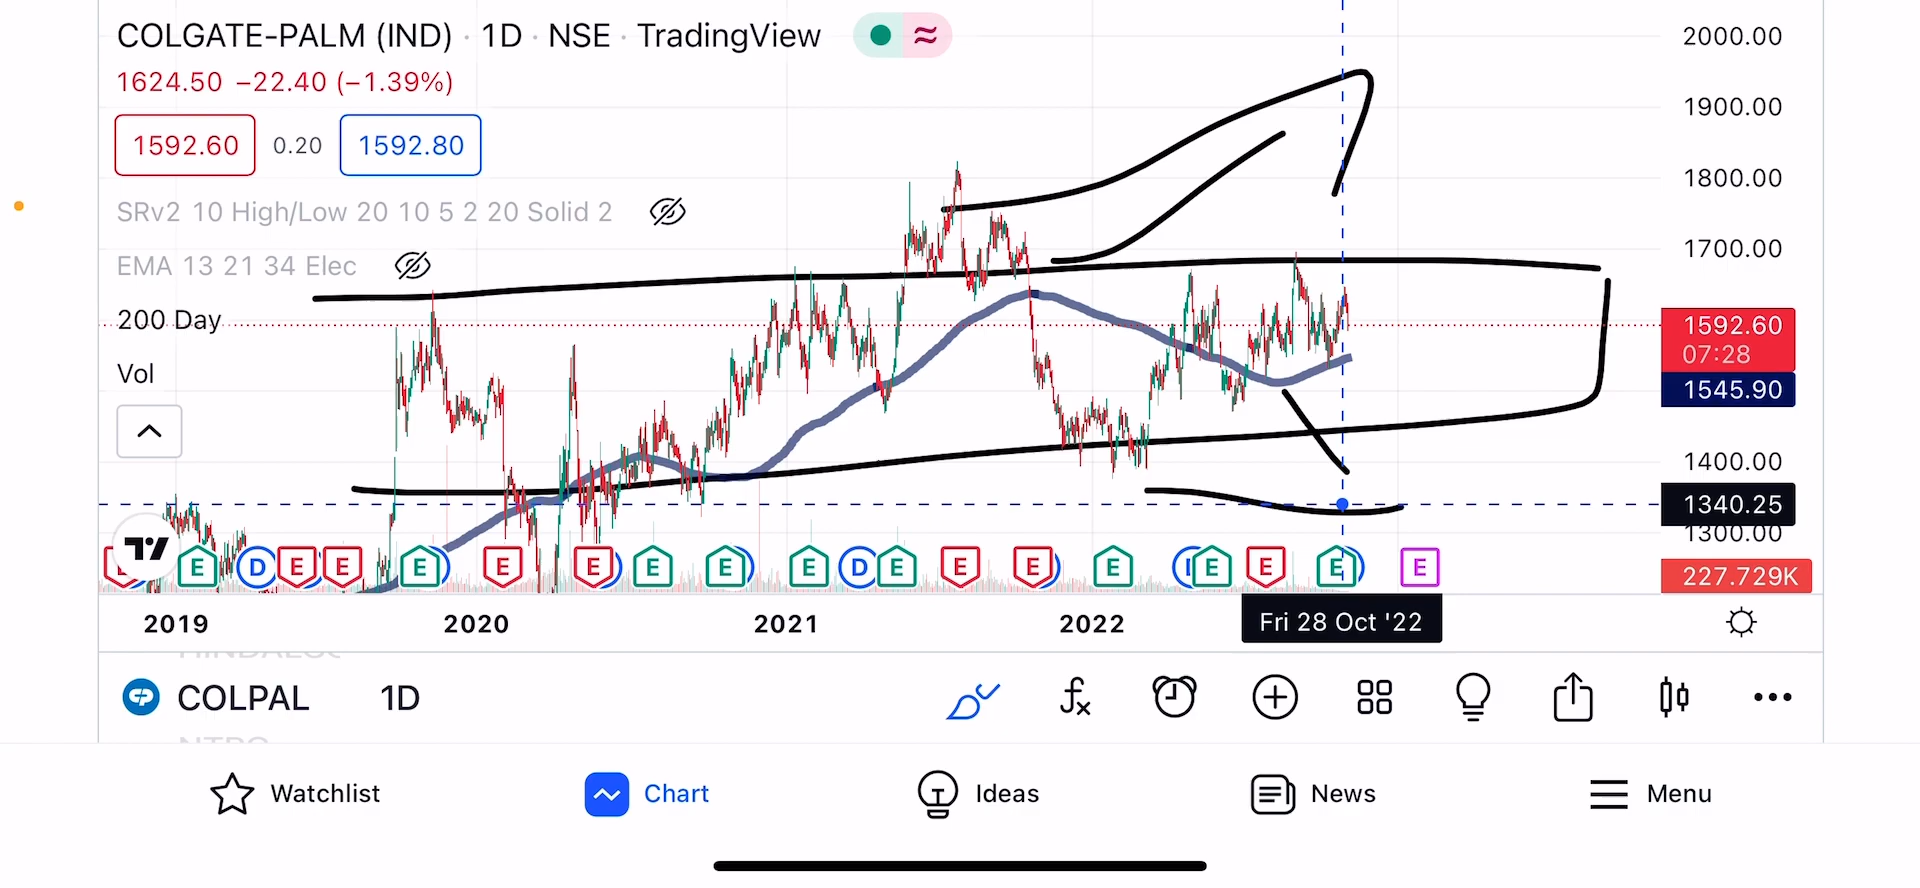 COLGATE-PALM (IND) · 1D · NSE · TradingView
1624.50 −22.40 (−1.39%)
1592.60 0.20 1592.80
SRv2 10 High/Low 20 10 5 2 20 Solid 2
EMA 13 21 34 Elec
200 Day
Vol
2000.00
1900.00
1800.00
1700.00
1592.60
07:28
1545.90
1400.00
1340.25
1300.00
227.729K
E D E E E E E E E E D E E E E E E E E
2019 2020 2021 2022 Fri 28 Oct '22
COLPAL 1D
Watchlist Chart Ideas News Menu